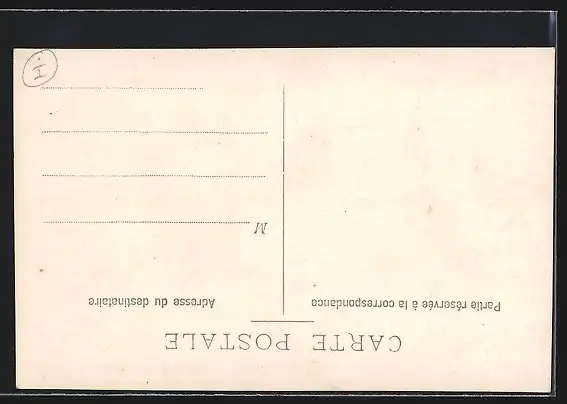 CARTE POSTALE
Partie réservée à la correspondance
Adresse du destinataire
M